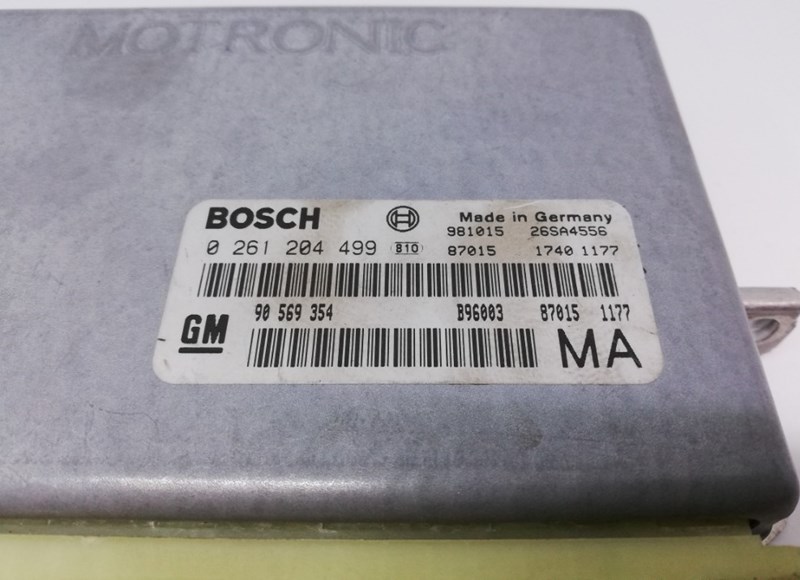 MOTRONIC
BOSCH Made in Germany
981015 26SA4556
0 261 204 499 810 87015 1740 1177
90 569 354 B96003 87015 1177
GM MA